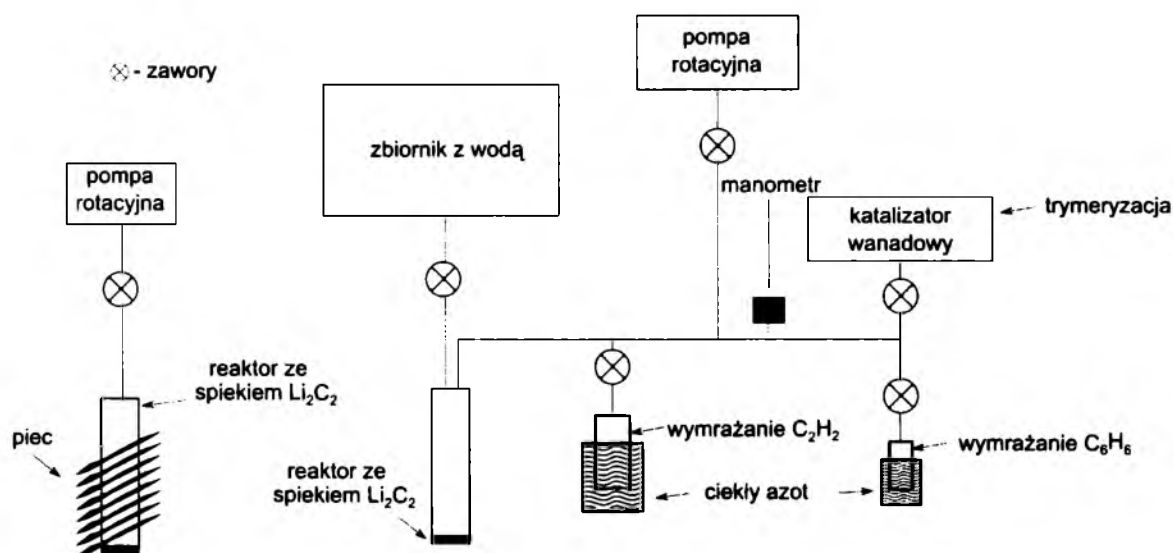 ⊗ - zawory
pompa
rotacyjna
zbiornik z wodą
pompa
rotacyjna
manometr
katalizator
wanadowy
trymeryzacja
reaktor ze
spiekiem Li₂C₂
piec
wymrażanie C₂H₂
wymrażanie C₆H₆
reaktor ze
spiekiem Li₂C₂
ciekły azot